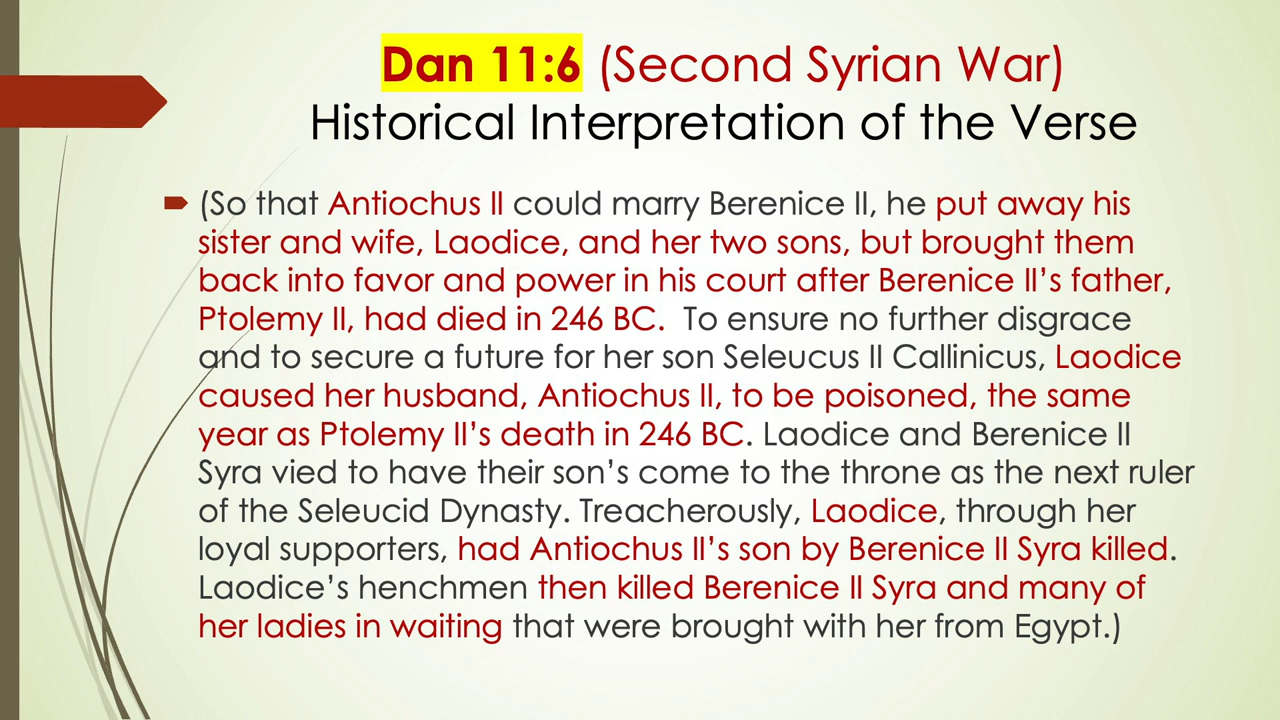 Dan 11:6 (Second Syrian War)
Historical Interpretation of the Verse
(So that Antiochus II could marry Berenice II, he put away his
sister and wife, Laodice, and her two sons, but brought them
back into favor and power in his court after Berenice II’s father,
Ptolemy II, had died in 246 BC.  To ensure no further disgrace
and to secure a future for her son Seleucus II Callinicus, Laodice
caused her husband, Antiochus II, to be poisoned, the same
year as Ptolemy II’s death in 246 BC. Laodice and Berenice II
Syra vied to have their son’s come to the throne as the next ruler
of the Seleucid Dynasty. Treacherously, Laodice, through her
loyal supporters, had Antiochus II’s son by Berenice II Syra killed.
Laodice’s henchmen then killed Berenice II Syra and many of
her ladies in waiting that were brought with her from Egypt.)